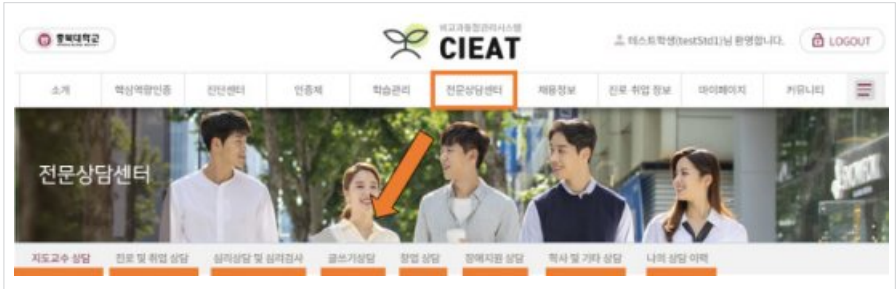 충북대학교
비교과통합관리시스템
CIEAT
테스트학생(testStd1)님 환영합니다.
LOGOUT
소개 핵심역량인증 진단센터 인증제 학습관리 전문상담센터 채용정보 진로·취업 정보 마이페이지 커뮤니티
전문상담센터
지도교수 상담 진로 및 취업 상담 심리상담 및 심리검사 글쓰기상담 창업 상담 장애지원 상담 학사 및 기타 상담 나의 상담 이력